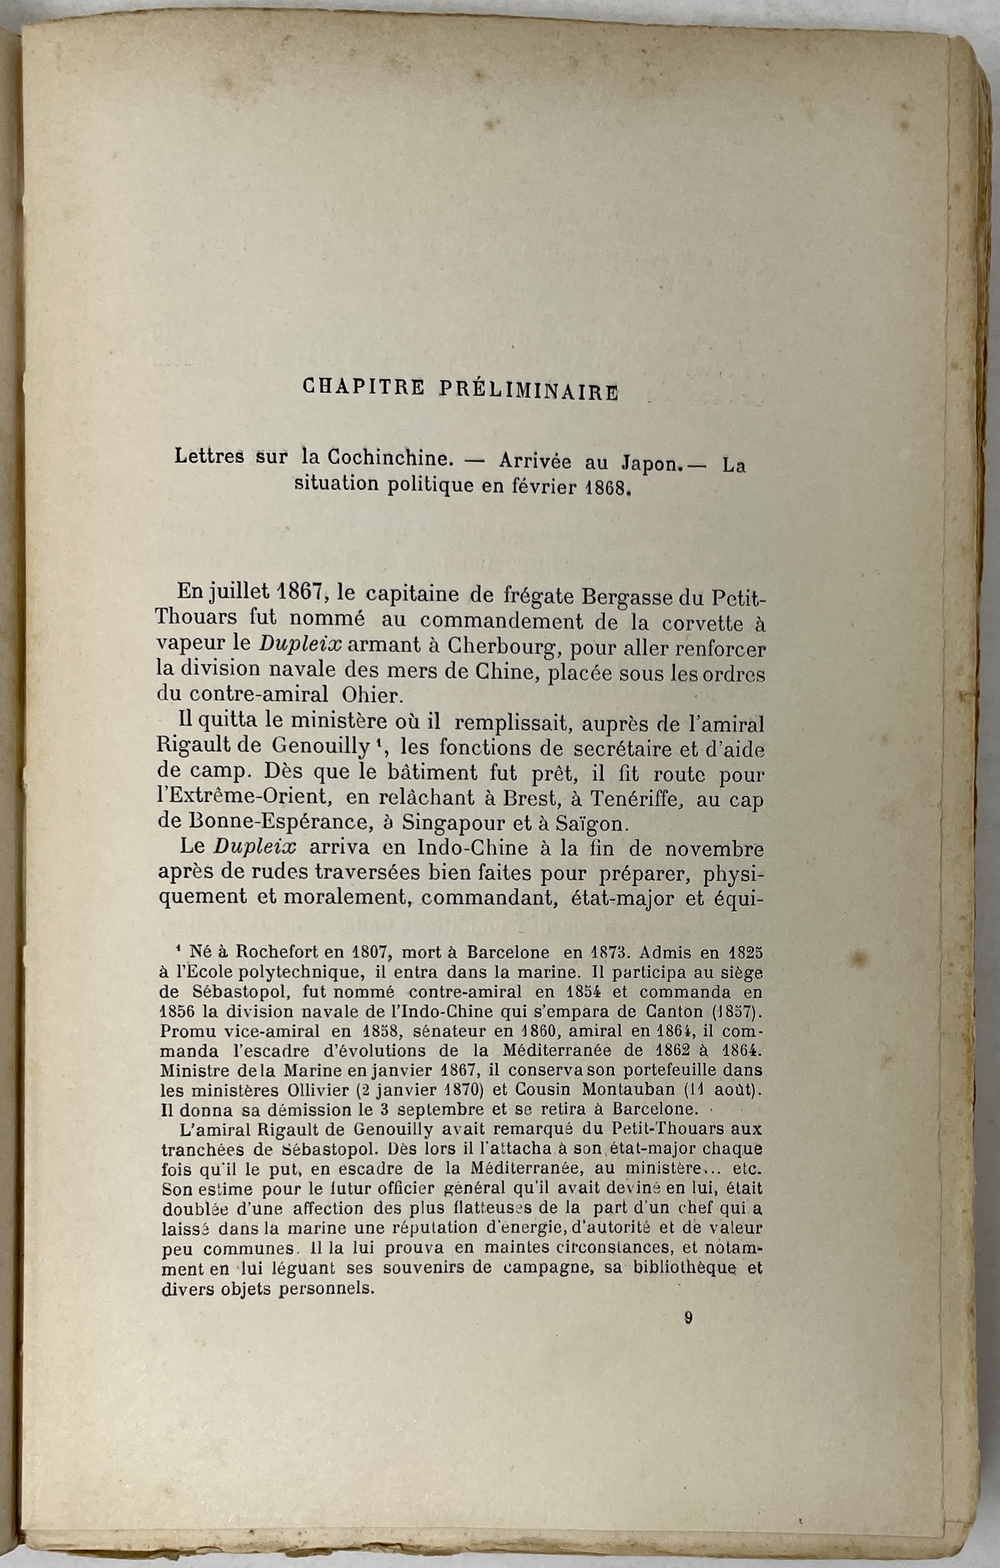 CHAPITRE PRÉLIMINAIRE
Lettres sur la Cochinchine. — Arrivée au Japon. — La
situation politique en février 1868.
En juillet 1867, le capitaine de frégate Bergasse du Petit-
Thouars fut nommé au commandement de la corvette à
vapeur le Dupleix armant à Cherbourg, pour aller renforcer
la division navale des mers de Chine, placée sous les ordres
du contre-amiral Ohier.
Il quitta le ministère où il remplissait, auprès de l'amiral
Rigault de Genouilly ¹, les fonctions de secrétaire et d'aide
de camp. Dès que le bâtiment fut prêt, il fit route pour
l'Extrême-Orient, en relâchant à Brest, à Tenériffe, au cap
de Bonne-Espérance, à Singapour et à Saïgon.
Le Dupleix arriva en Indo-Chine à la fin de novembre
après de rudes traversées bien faites pour préparer, physi-
quement et moralement, commandant, état-major et équi-
¹ Né à Rochefort en 1807, mort à Barcelone en 1873. Admis en 1825
à l'Ecole polytechnique, il entra dans la marine. Il participa au siège
de Sébastopol, fut nommé contre-amiral en 1854 et commanda en
1856 la division navale de l'Indo-Chine qui s'empara de Canton (1857).
Promu vice-amiral en 1858, sénateur en 1860, amiral en 1864, il com-
manda l'escadre d'évolutions de la Méditerranée de 1862 à 1864.
Ministre de la Marine en janvier 1867, il conserva son portefeuille dans
les ministères Ollivier (2 janvier 1870) et Cousin Montauban (11 août).
Il donna sa démission le 3 septembre et se retira à Barcelone.
L'amiral Rigault de Genouilly avait remarqué du Petit-Thouars aux
tranchées de Sébastopol. Dès lors il l'attacha à son état-major chaque
fois qu'il le put, en escadre de la Méditerranée, au ministère... etc.
Son estime pour le futur officier général qu'il avait deviné en lui, était
doublée d'une affection des plus flatteuses de la part d'un chef qui a
laissé dans la marine une réputation d'énergie, d'autorité et de valeur
peu communes. Il la lui prouva en maintes circonstances, et notam-
ment en lui léguant ses souvenirs de campagne, sa bibliothèque et
divers objets personnels.
9